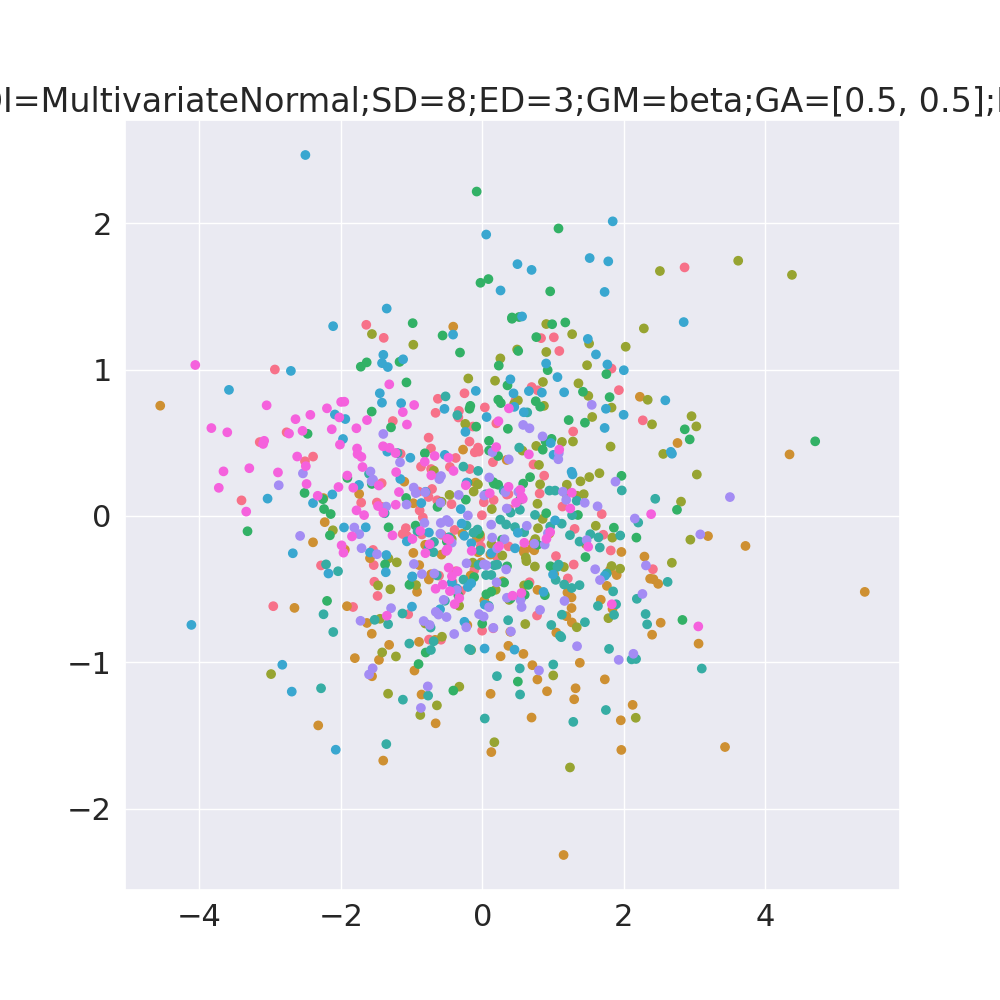 I=MultivariateNormal;SD=8;ED=3;GM=beta;GA=[0.5, 0.5];
2
1
0
−1
−2
−4 −2 0 2 4